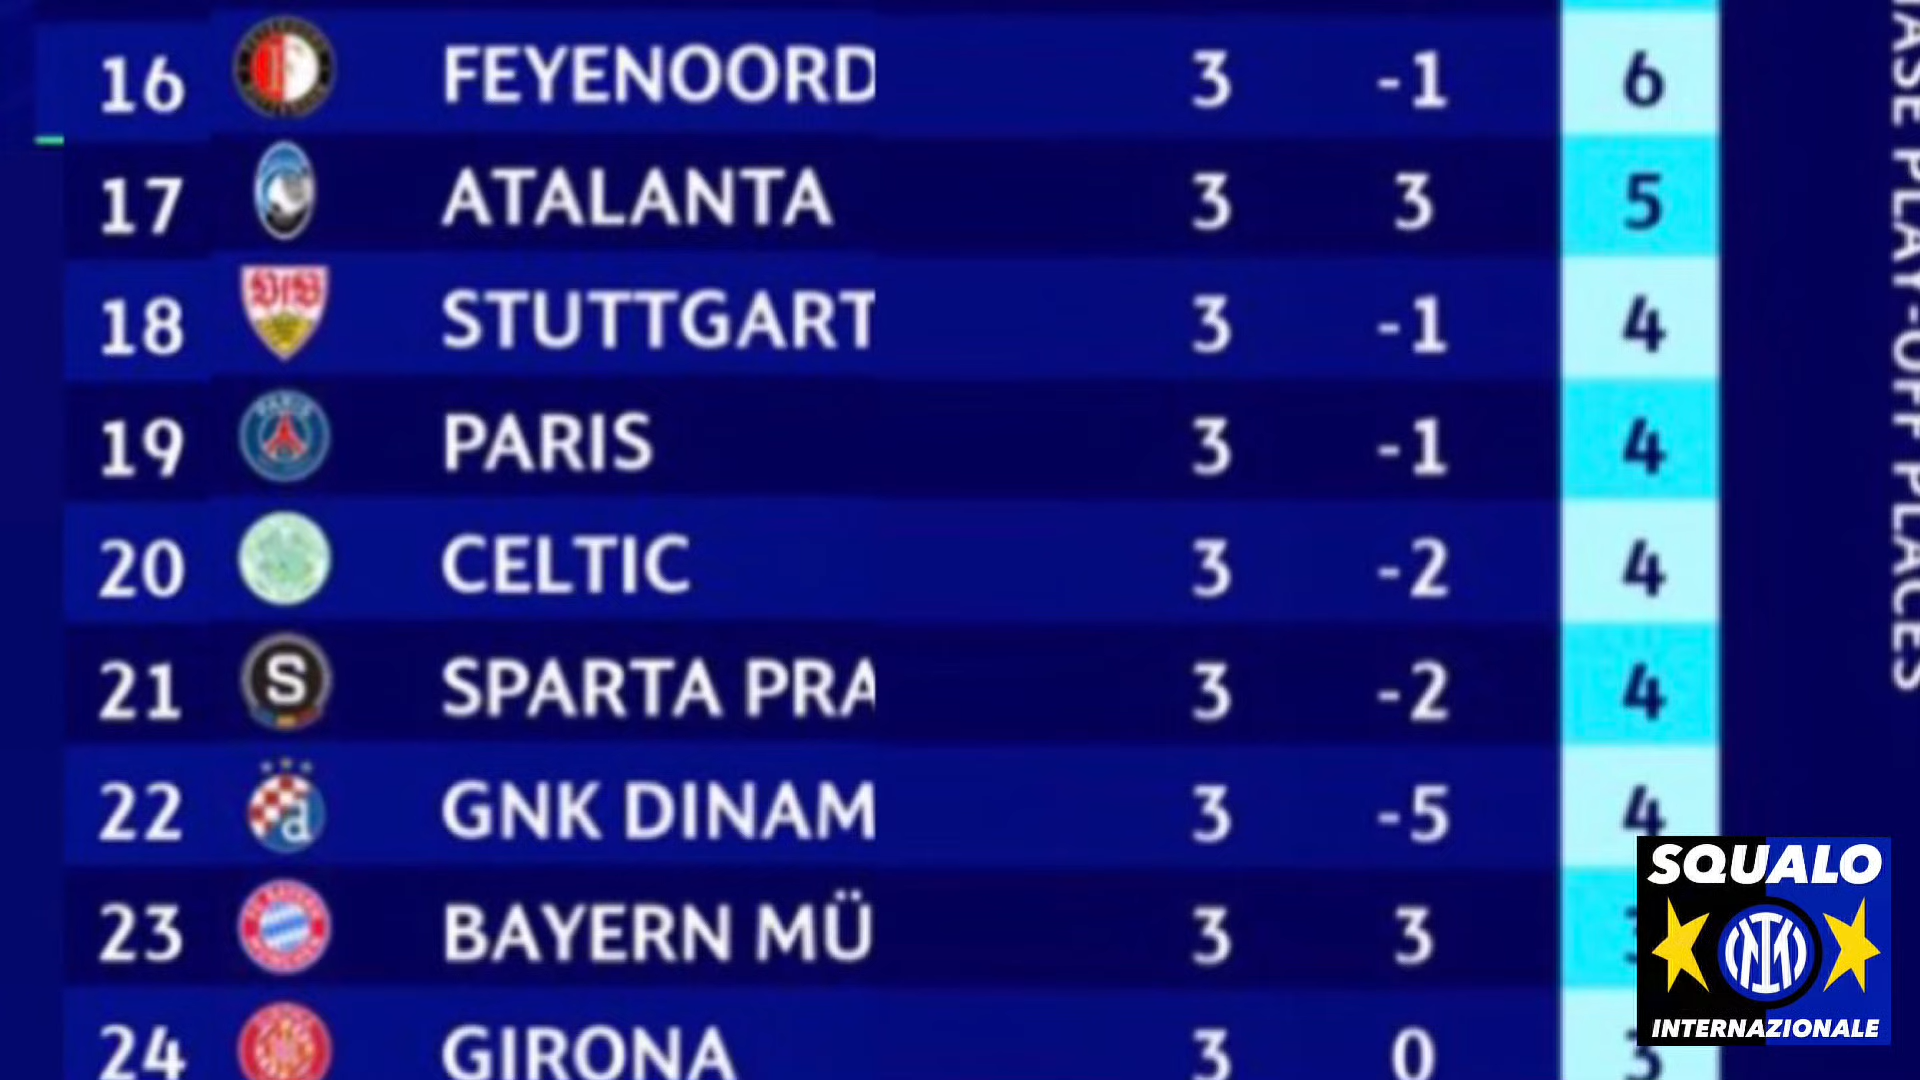 16 FEYENOORD 3 -1 6
17 ATALANTA 3 3 5
18 STUTTGART 3 -1 4
19 PARIS 3 -1 4
20 CELTIC 3 -2 4
21 SPARTA PRA 3 -2 4
22 GNK DINAM 3 -5 4
23 BAYERN MÜ 3 3
24 GIRONA 3 0 3
PLAY-OFF PLACES
SQUALO
INTERNAZIONALE